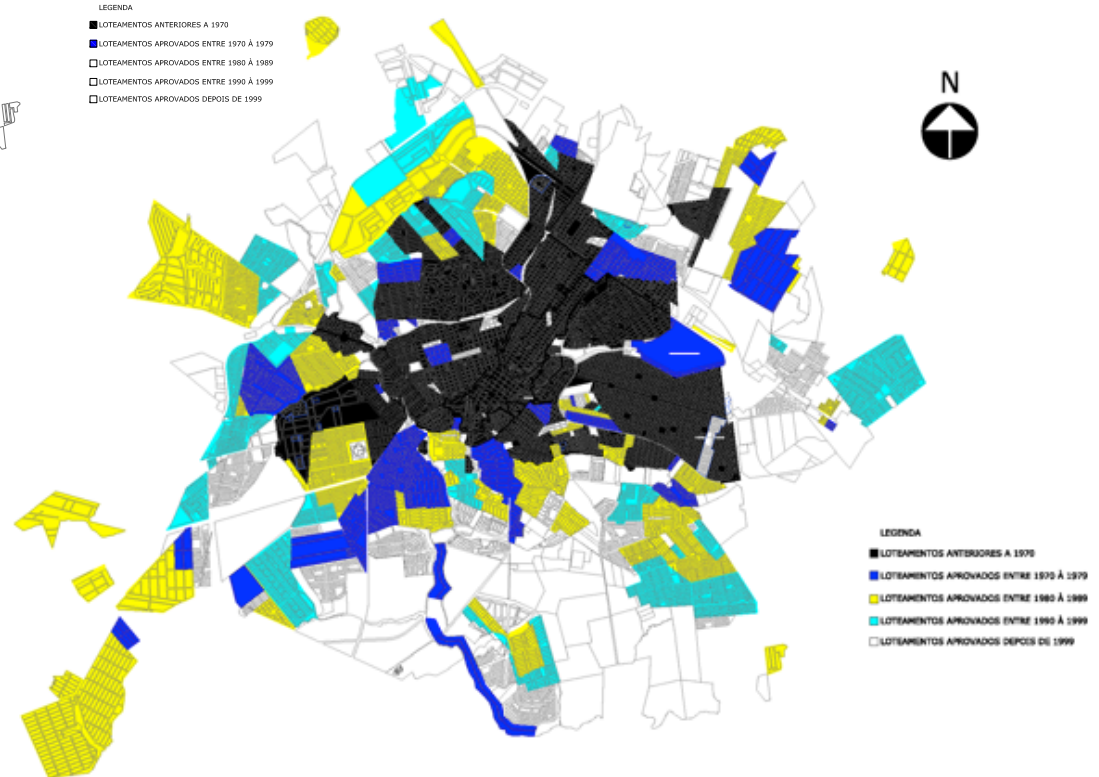 LEGENDA
LOTEAMENTOS ANTERIORES A 1970
LOTEAMENTOS APROVADOS ENTRE 1970 À 1979
LOTEAMENTOS APROVADOS ENTRE 1980 À 1989
LOTEAMENTOS APROVADOS ENTRE 1990 À 1999
LOTEAMENTOS APROVADOS DEPOIS DE 1999
N
LEGENDA
LOTEAMENTOS ANTERIORES A 1970
LOTEAMENTOS APROVADOS ENTRE 1970 À 1979
LOTEAMENTOS APROVADOS ENTRE 1980 À 1989
LOTEAMENTOS APROVADOS ENTRE 1990 À 1999
LOTEAMENTOS APROVADOS DEPOIS DE 1999